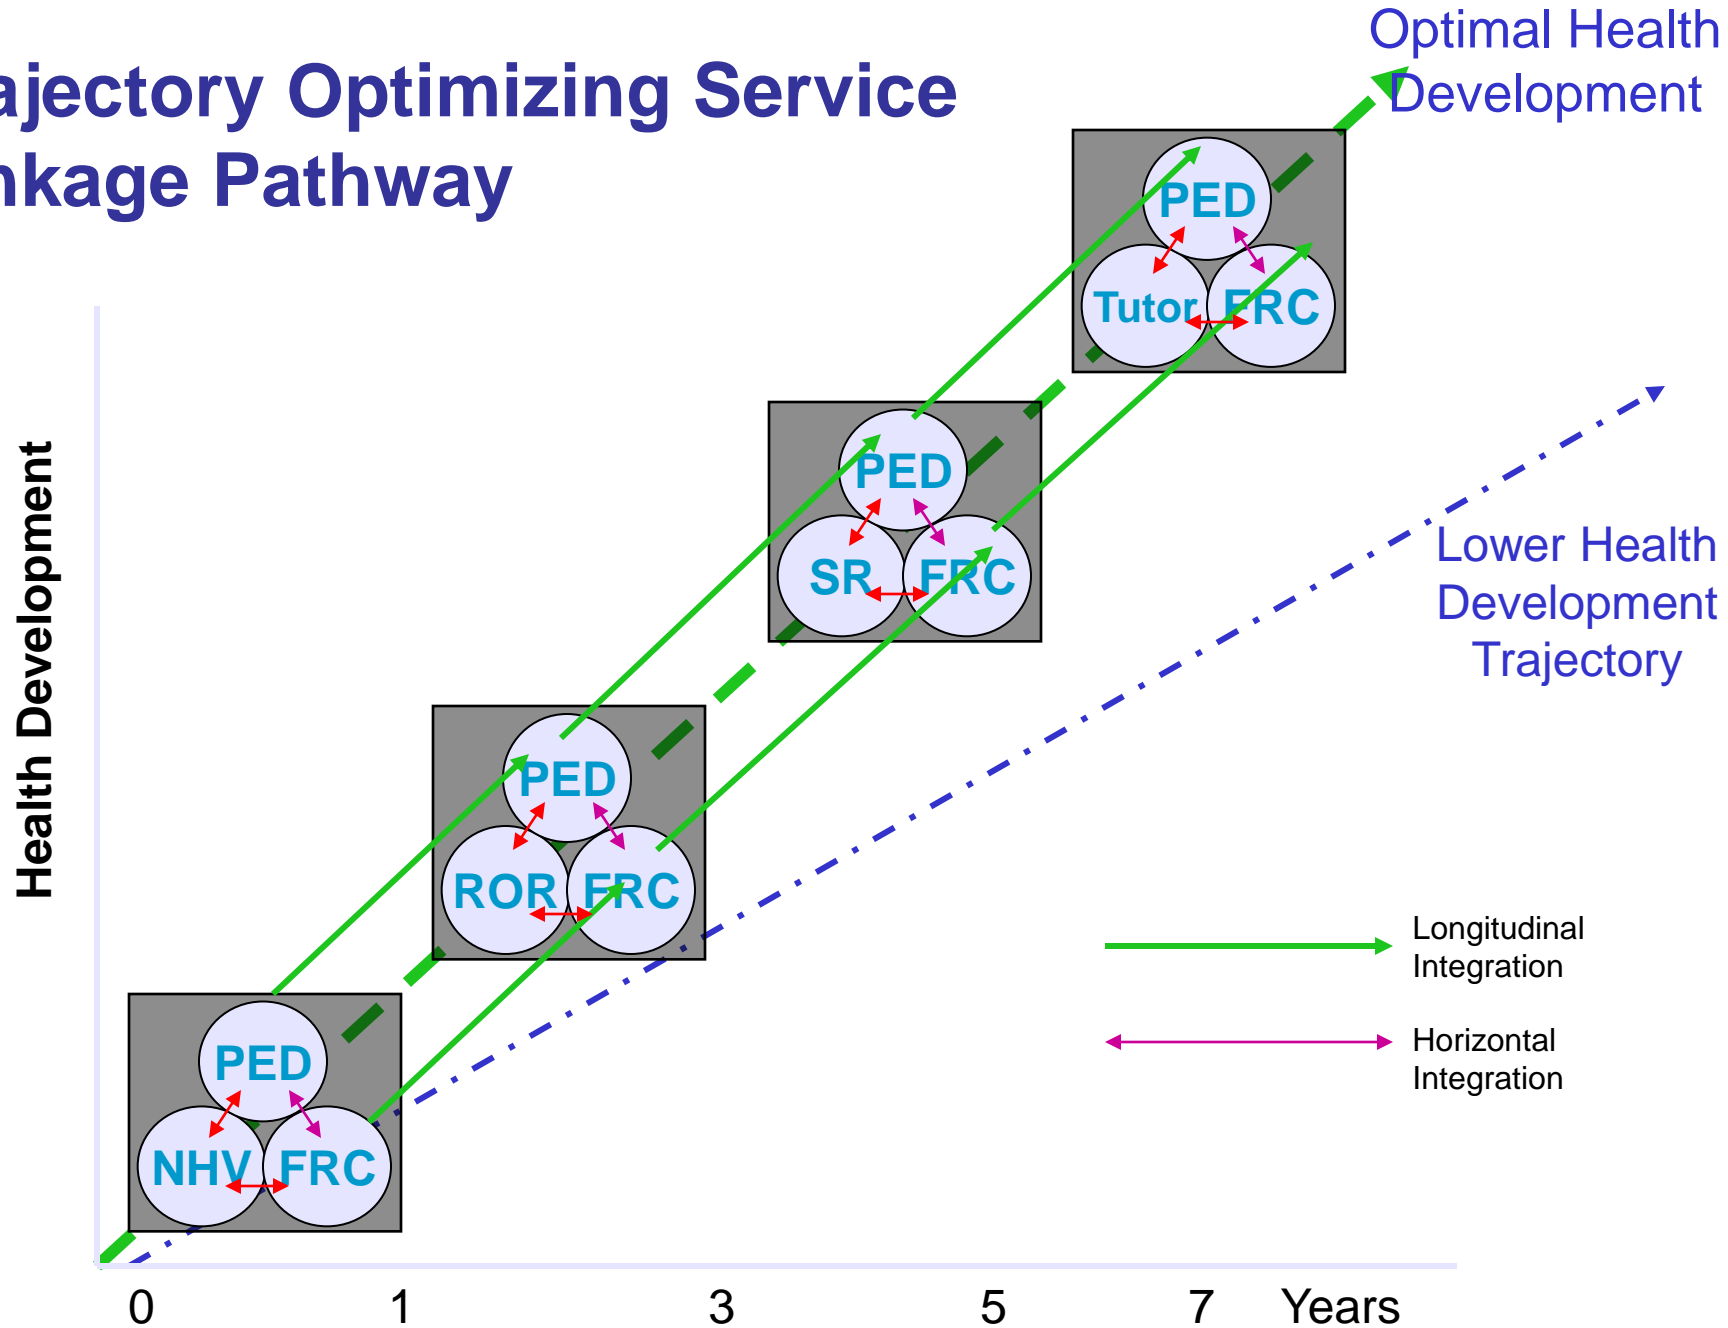 ajectory Optimizing Service
nkage Pathway
Optimal Health
Development
PED
Tutor FRC
PED
SR FRC
Lower Health
Development
Trajectory
Health Development
PED
ROR FRC
PED
NHV FRC
Longitudinal
Integration
Horizontal
Integration
0 1 3 5 7 Years